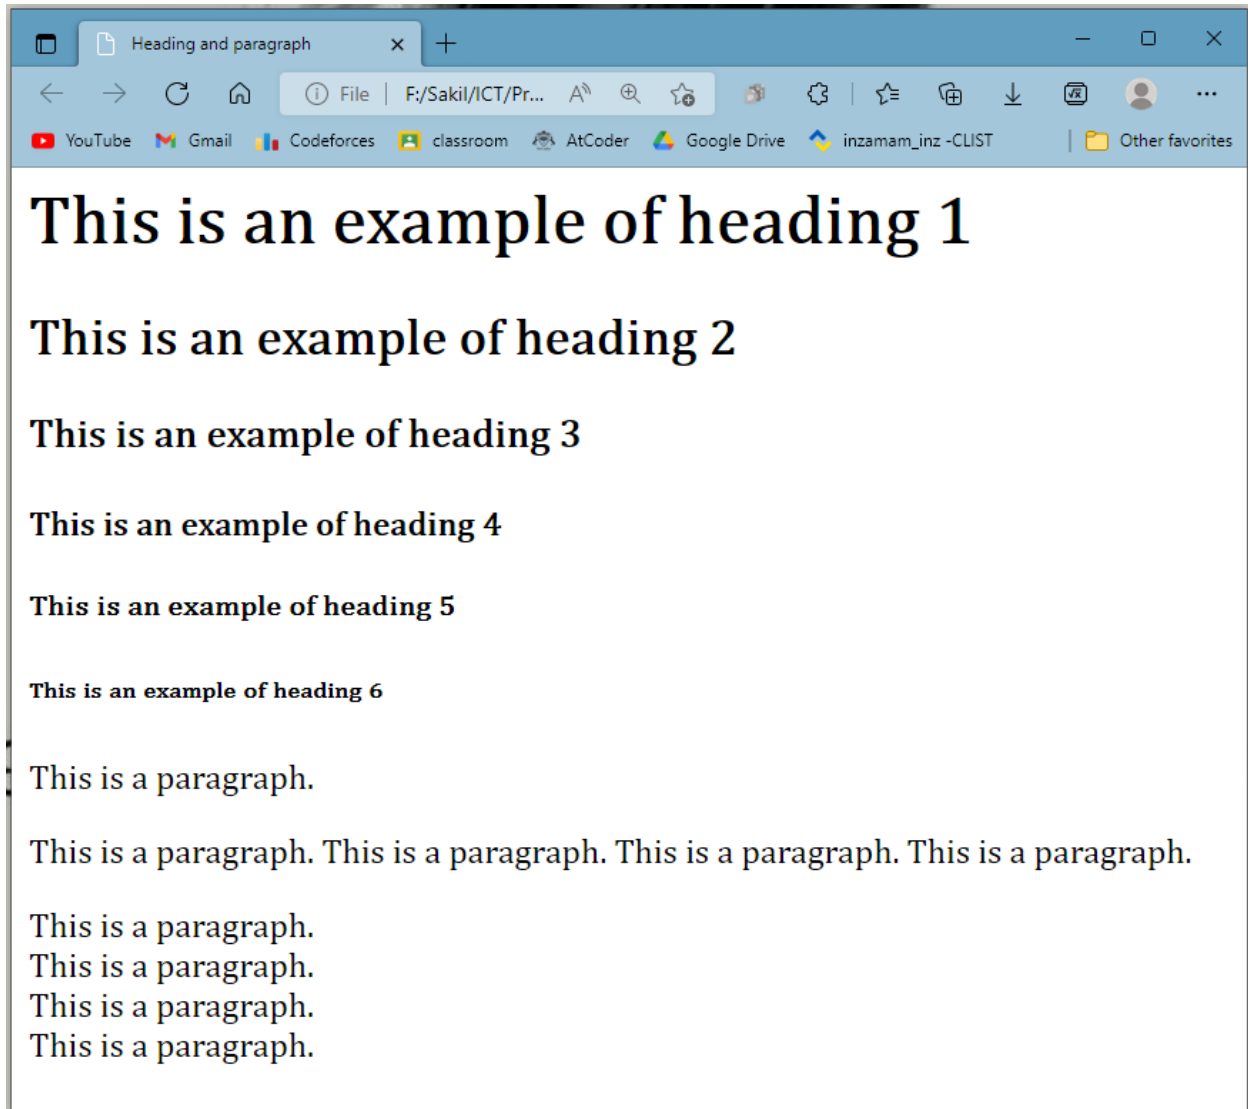 Heading and paragraph
File F:/Sakil/ICT/Pr...
YouTube Gmail Codeforces classroom AtCoder Google Drive inzamam_inz -CLIST Other favorites
This is an example of heading 1
This is an example of heading 2
This is an example of heading 3
This is an example of heading 4
This is an example of heading 5
This is an example of heading 6
This is a paragraph.
This is a paragraph. This is a paragraph. This is a paragraph. This is a paragraph.
This is a paragraph.
This is a paragraph.
This is a paragraph.
This is a paragraph.